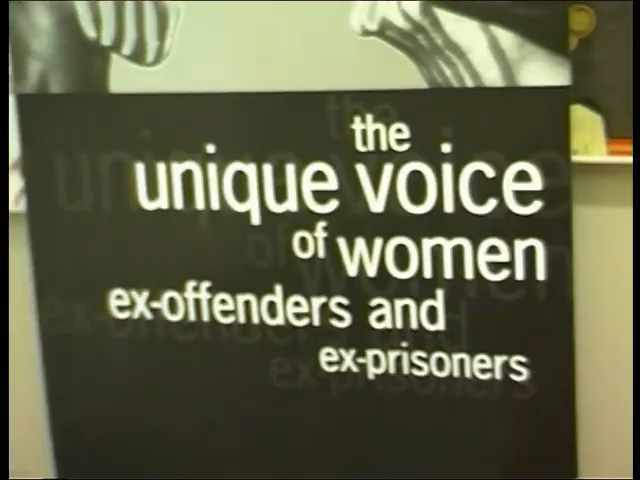 the
unique voice
of women
ex-offenders and
ex-prisoners